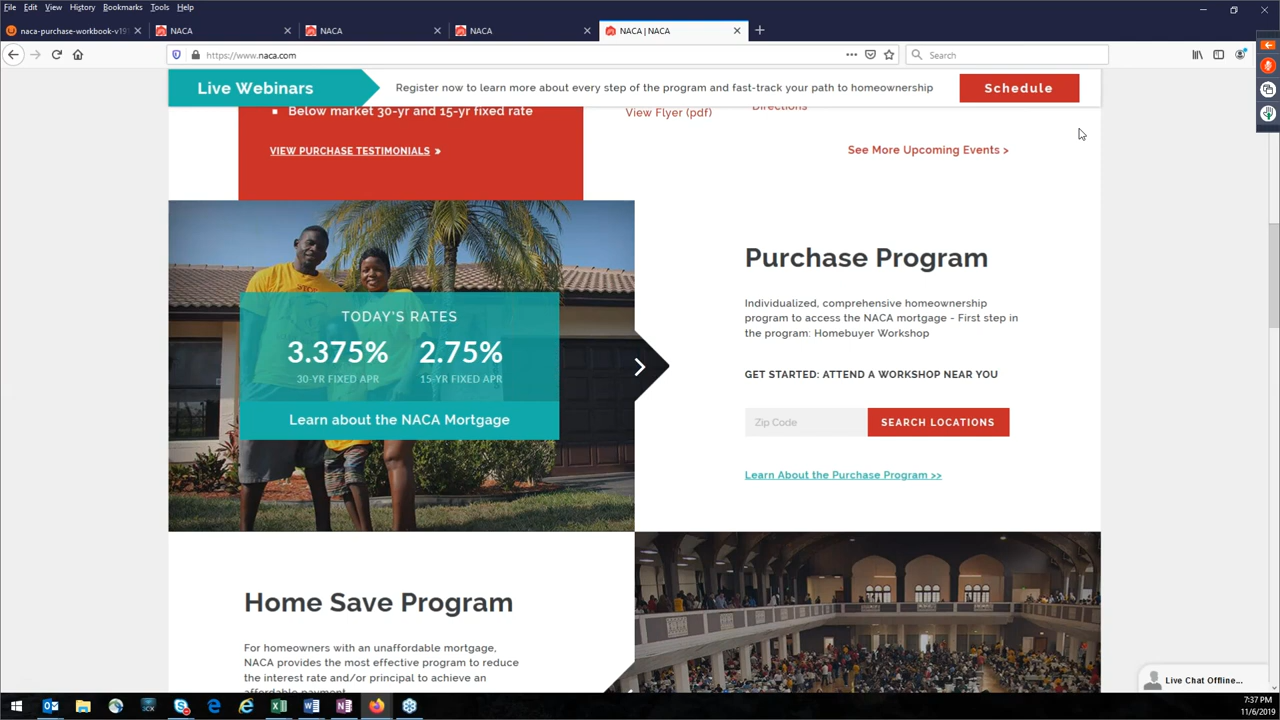 File Edit View History Bookmarks Tools Help
naca-purchase-workbook-v191
NACA
NACA
NACA
NACA | NACA
https://www.naca.com
Search
Live Webinars
Register now to learn more about every step of the program and fast-track your path to homeownership
Schedule
Below market 30-yr and 15-yr fixed rate
View Flyer (pdf)
Directions
VIEW PURCHASE TESTIMONIALS »
See More Upcoming Events >
TODAY'S RATES
3.375% 2.75%
30-YR FIXED APR 15-YR FIXED APR
Learn about the NACA Mortgage
Purchase Program
Individualized, comprehensive homeownership
program to access the NACA mortgage - First step in
the program: Homebuyer Workshop
GET STARTED: ATTEND A WORKSHOP NEAR YOU
Zip Code
SEARCH LOCATIONS
Learn About the Purchase Program >>
Home Save Program
For homeowners with an unaffordable mortgage,
NACA provides the most effective program to reduce
the interest rate and/or principal to achieve an
affordable payment.
Live Chat Offline...
7:37 PM
11/6/2019